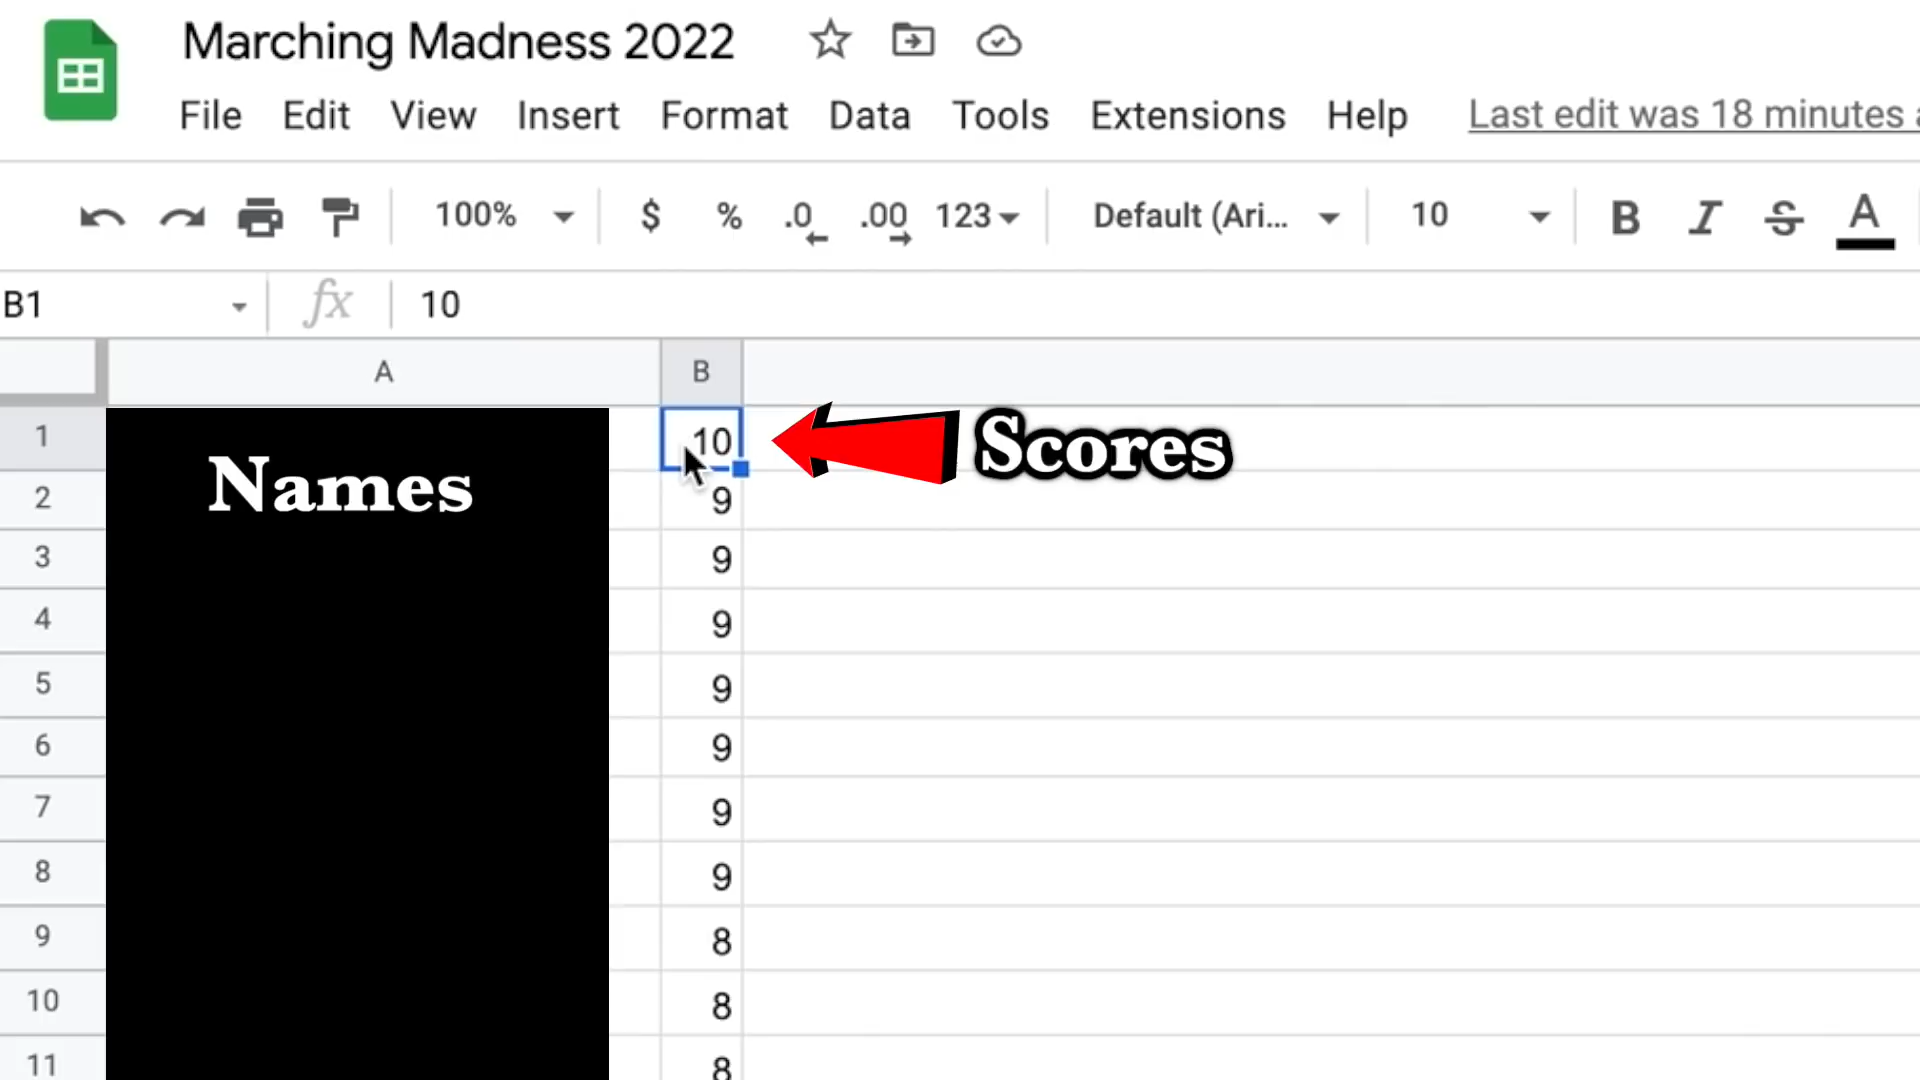 Marching Madness 2022
File Edit View Insert Format Data Tools Extensions Help Last edit was 18 minutes
100% $ % .0 .00 123 Default (Ari... 10 B I S A
B1 fx 10
A B
1 10 Scores
Names
2 9
3 9
4 9
5 9
6 9
7 9
8 9
9 8
10 8
11 8